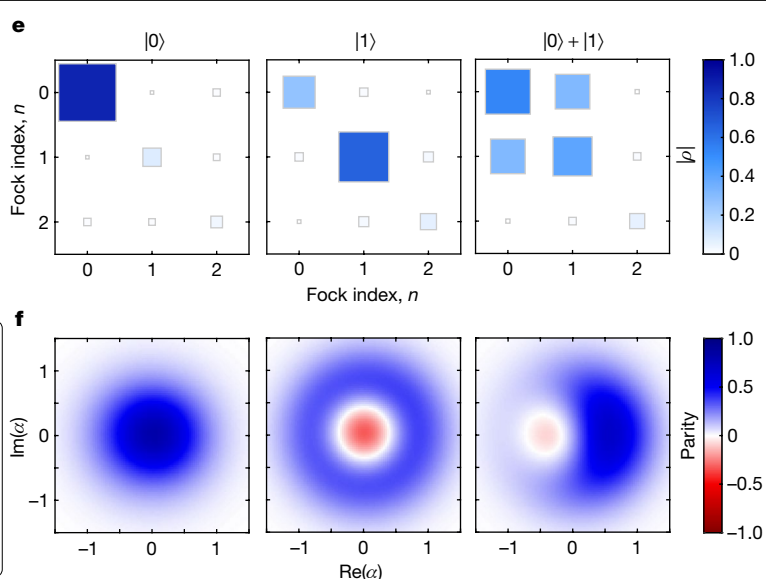 e
|0⟩
|1⟩
|0⟩ + |1⟩
Fock index, n
0
1
2
0 1 2
0 1 2
0 1 2
Fock index, n
1.0
0.8
0.6
0.4
0.2
0
|ρ|
f
Im(α)
1
0
−1
−1 0 1
−1 0 1
−1 0 1
Re(α)
1.0
0.5
0
−0.5
−1.0
Parity